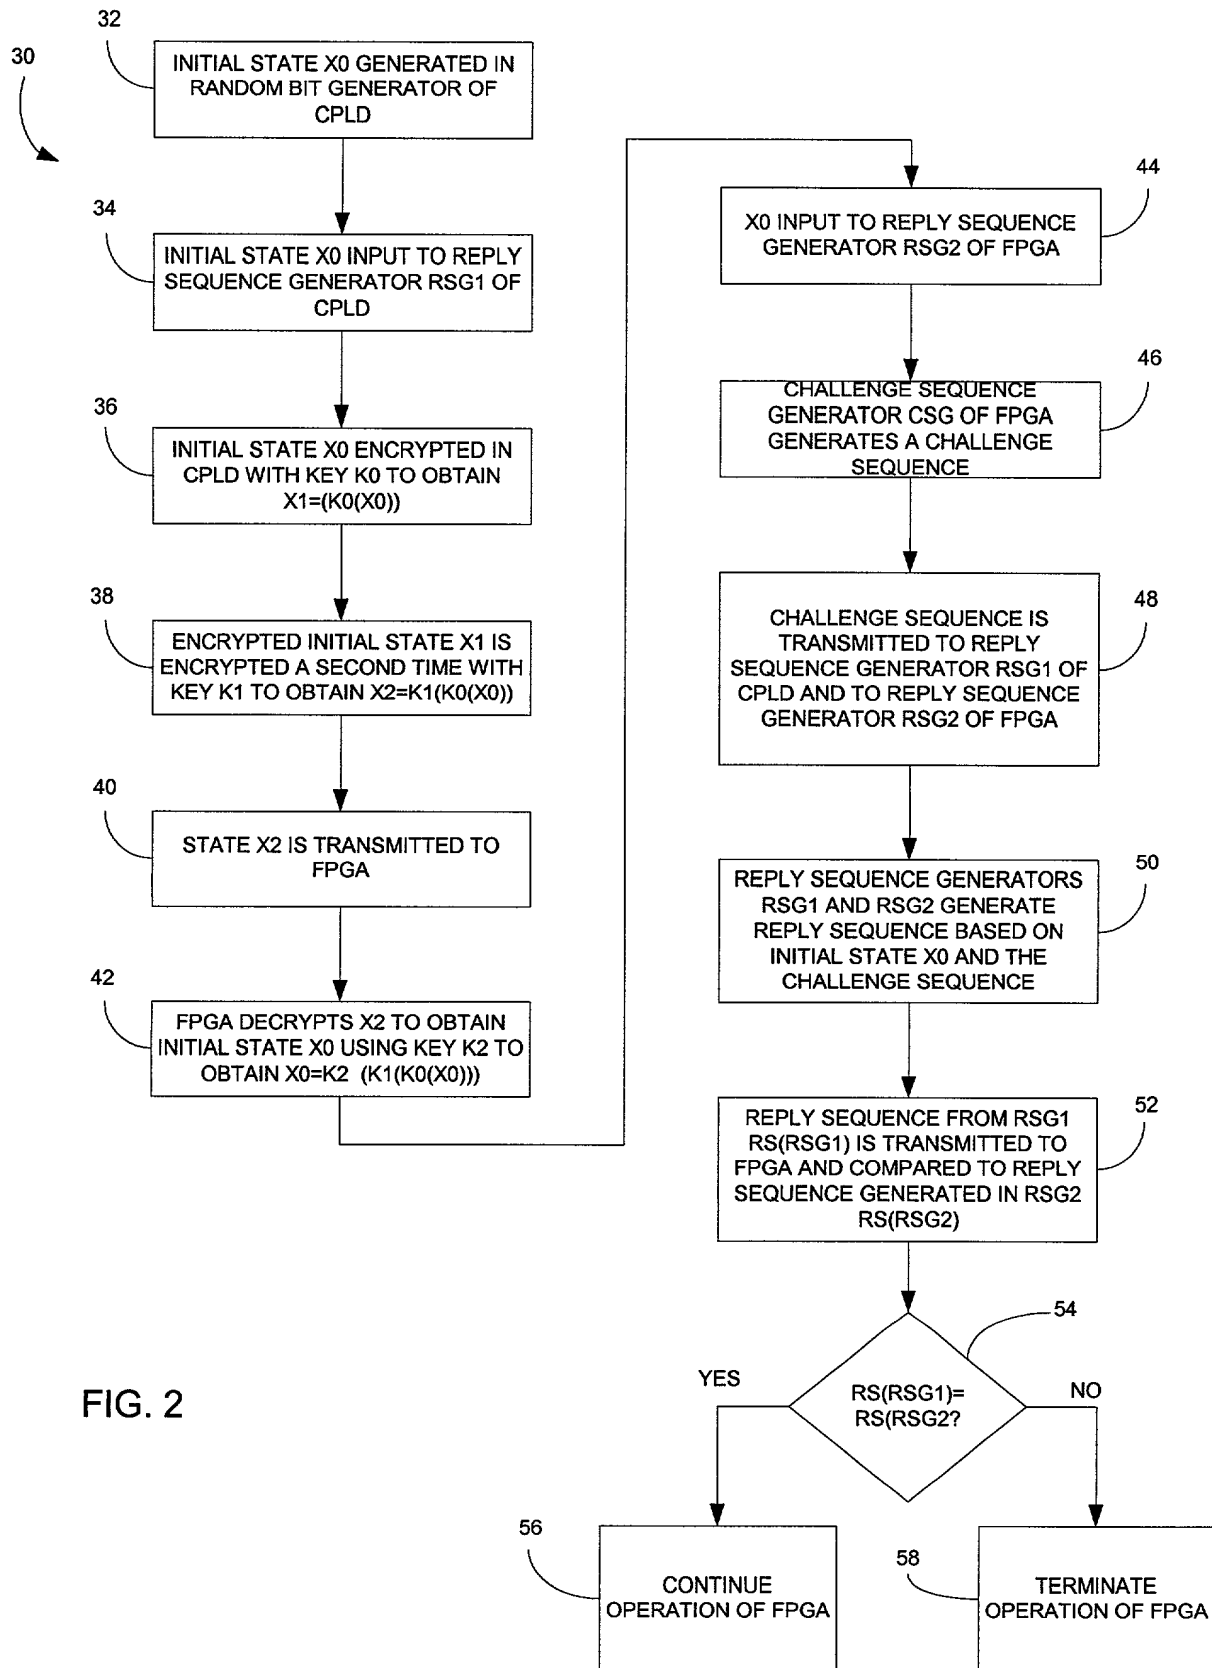 32
30
INITIAL STATE X0 GENERATED IN
RANDOM BIT GENERATOR OF
CPLD
34
INITIAL STATE X0 INPUT TO REPLY
SEQUENCE GENERATOR RSG1 OF
CPLD
36
INITIAL STATE X0 ENCRYPTED IN
CPLD WITH KEY K0 TO OBTAIN
X1=(K0(X0))
38
ENCRYPTED INITIAL STATE X1 IS
ENCRYPTED A SECOND TIME WITH
KEY K1 TO OBTAIN X2=K1(K0(X0))
40
STATE X2 IS TRANSMITTED TO
FPGA
42
FPGA DECRYPTS X2 TO OBTAIN
INITIAL STATE X0 USING KEY K2 TO
OBTAIN X0=K2 (K1(K0(X0)))
44
X0 INPUT TO REPLY SEQUENCE
GENERATOR RSG2 OF FPGA
46
CHALLENGE SEQUENCE
GENERATOR CSG OF FPGA
GENERATES A CHALLENGE
SEQUENCE
48
CHALLENGE SEQUENCE IS
TRANSMITTED TO REPLY
SEQUENCE GENERATOR RSG1 OF
CPLD AND TO REPLY SEQUENCE
GENERATOR RSG2 OF FPGA
50
REPLY SEQUENCE GENERATORS
RSG1 AND RSG2 GENERATE
REPLY SEQUENCE BASED ON
INITIAL STATE X0 AND THE
CHALLENGE SEQUENCE
52
REPLY SEQUENCE FROM RSG1
RS(RSG1) IS TRANSMITTED TO
FPGA AND COMPARED TO REPLY
SEQUENCE GENERATED IN RSG2
RS(RSG2)
54
YES
NO
RS(RSG1)=
RS(RSG2?
FIG. 2
56
CONTINUE
OPERATION OF FPGA
58
TERMINATE
OPERATION OF FPGA